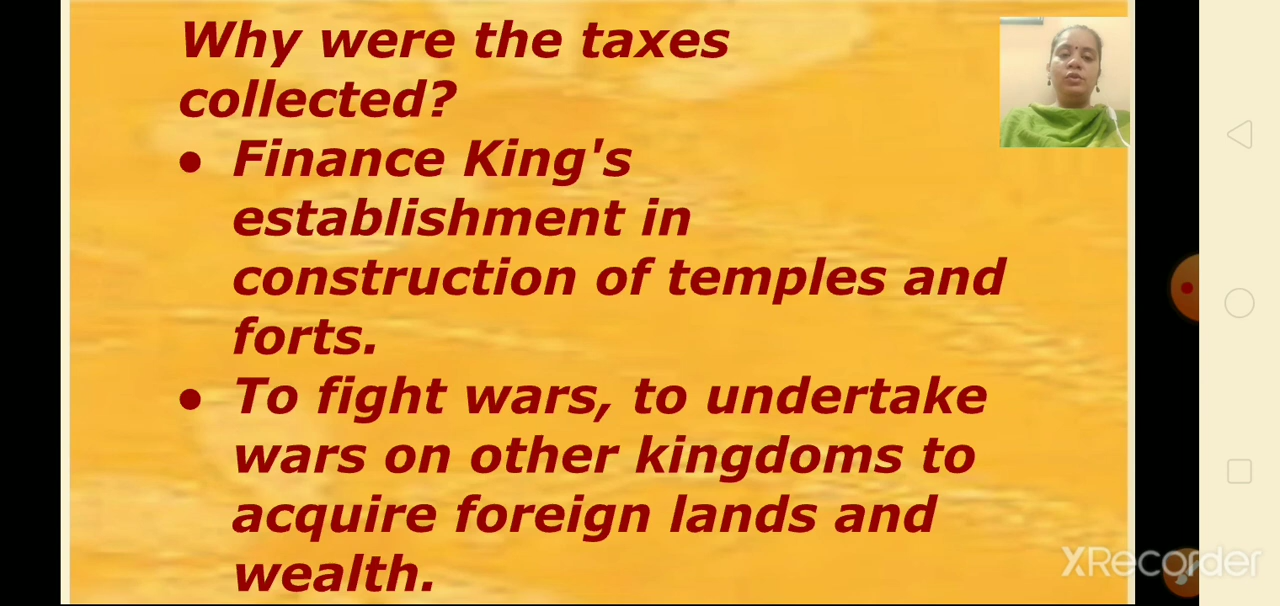 Why were the taxes
collected?
● Finance King's
establishment in
construction of temples and
forts.
● To fight wars, to undertake
wars on other kingdoms to
acquire foreign lands and
wealth.
XRecorder